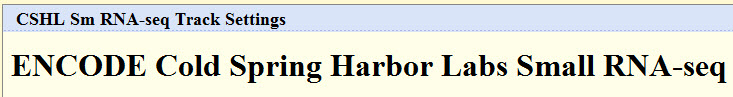 CSHL Sm RNA-seq Track Settings
ENCODE Cold Spring Harbor Labs Small RNA-seq